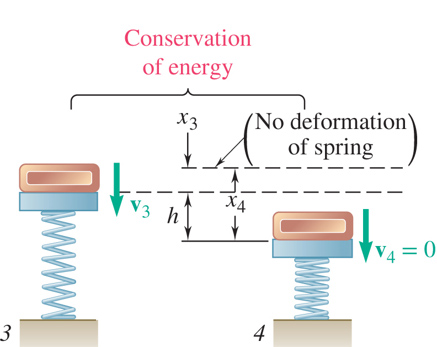 Conservation
of energy
x3
(No deformation
of spring)
v3
h
x4
v4 = 0
3
4